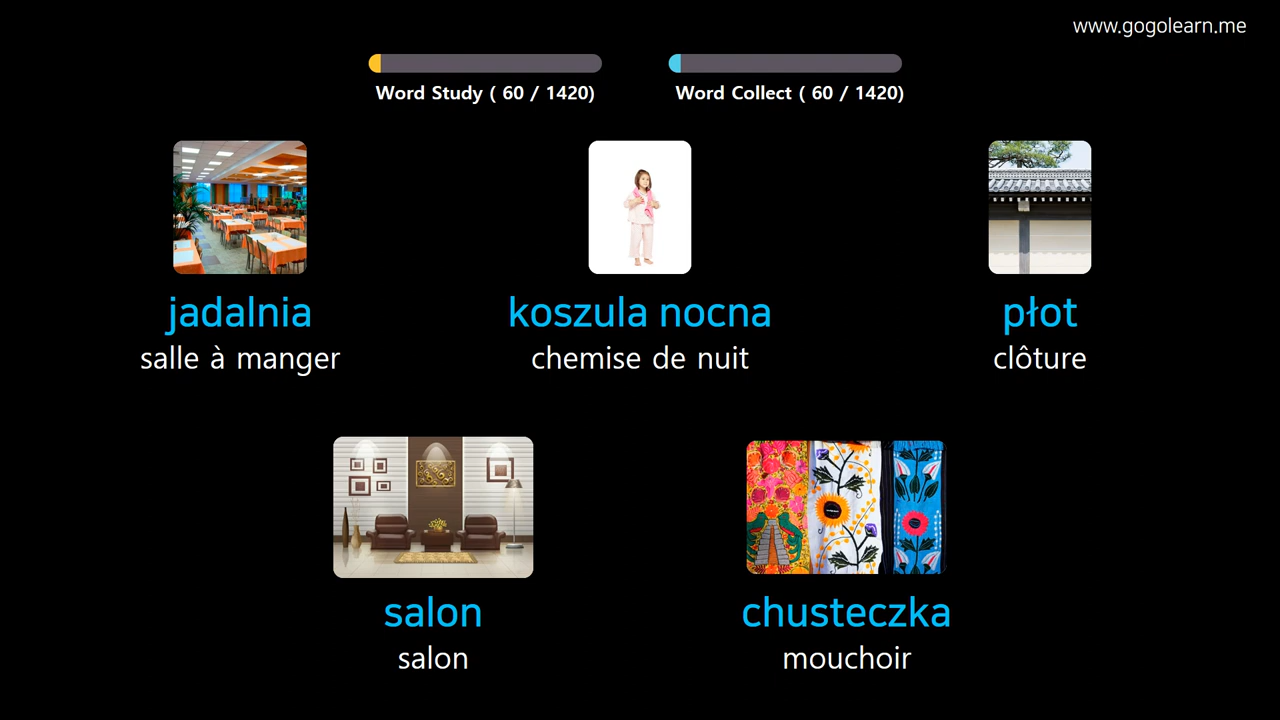 www.gogolearn.me
Word Study ( 60 / 1420)
Word Collect ( 60 / 1420)
jadalnia
salle à manger
koszula nocna
chemise de nuit
płot
clôture
salon
salon
chusteczka
mouchoir